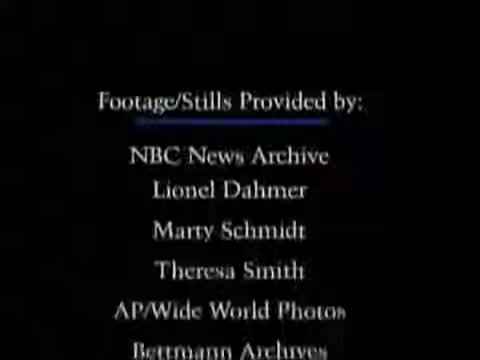 Footage/Stills Provided by:
NBC News Archive
Lionel Dahmer
Marty Schmidt
Theresa Smith
AP/Wide World Photos
Bettmann Archives